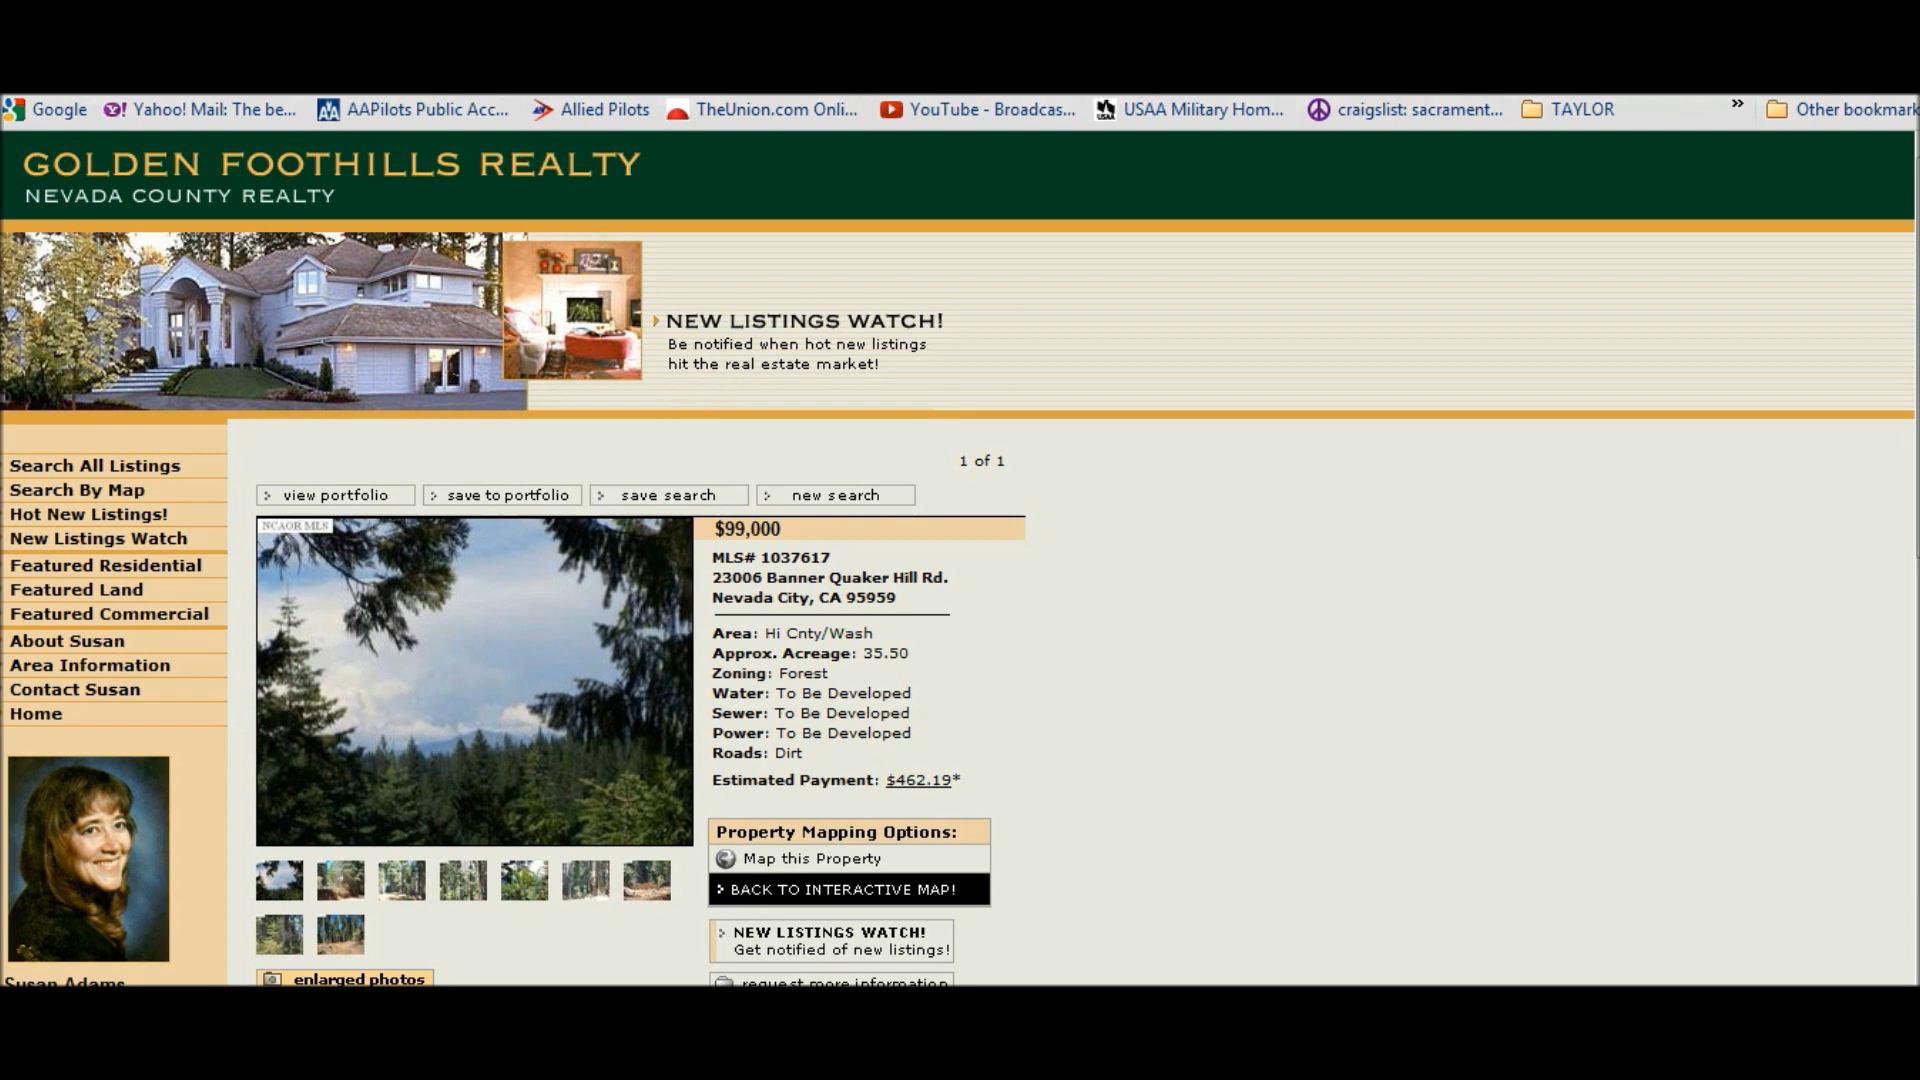 Google Yahoo! Mail: The be... AAPilots Public Acc... Allied Pilots TheUnion.com Onli... YouTube - Broadcas... USAA Military Hom... craigslist: sacrament... TAYLOR » Other bookmark
GOLDEN FOOTHILLS REALTY
NEVADA COUNTY REALTY
NEW LISTINGS WATCH!
Be notified when hot new listings
hit the real estate market!
Search All Listings
Search By Map
Hot New Listings!
New Listings Watch
Featured Residential
Featured Land
Featured Commercial
About Susan
Area Information
Contact Susan
Home
Susan Adams
1 of 1
view portfolio save to portfolio save search new search
NCAOR MLS
$99,000
MLS# 1037617
23006 Banner Quaker Hill Rd.
Nevada City, CA 95959
Area: Hi Cnty/Wash
Approx. Acreage: 35.50
Zoning: Forest
Water: To Be Developed
Sewer: To Be Developed
Power: To Be Developed
Roads: Dirt
Estimated Payment: $462.19*
Property Mapping Options:
Map this Property
> BACK TO INTERACTIVE MAP!
NEW LISTINGS WATCH!
Get notified of new listings!
request more information
enlarged photos